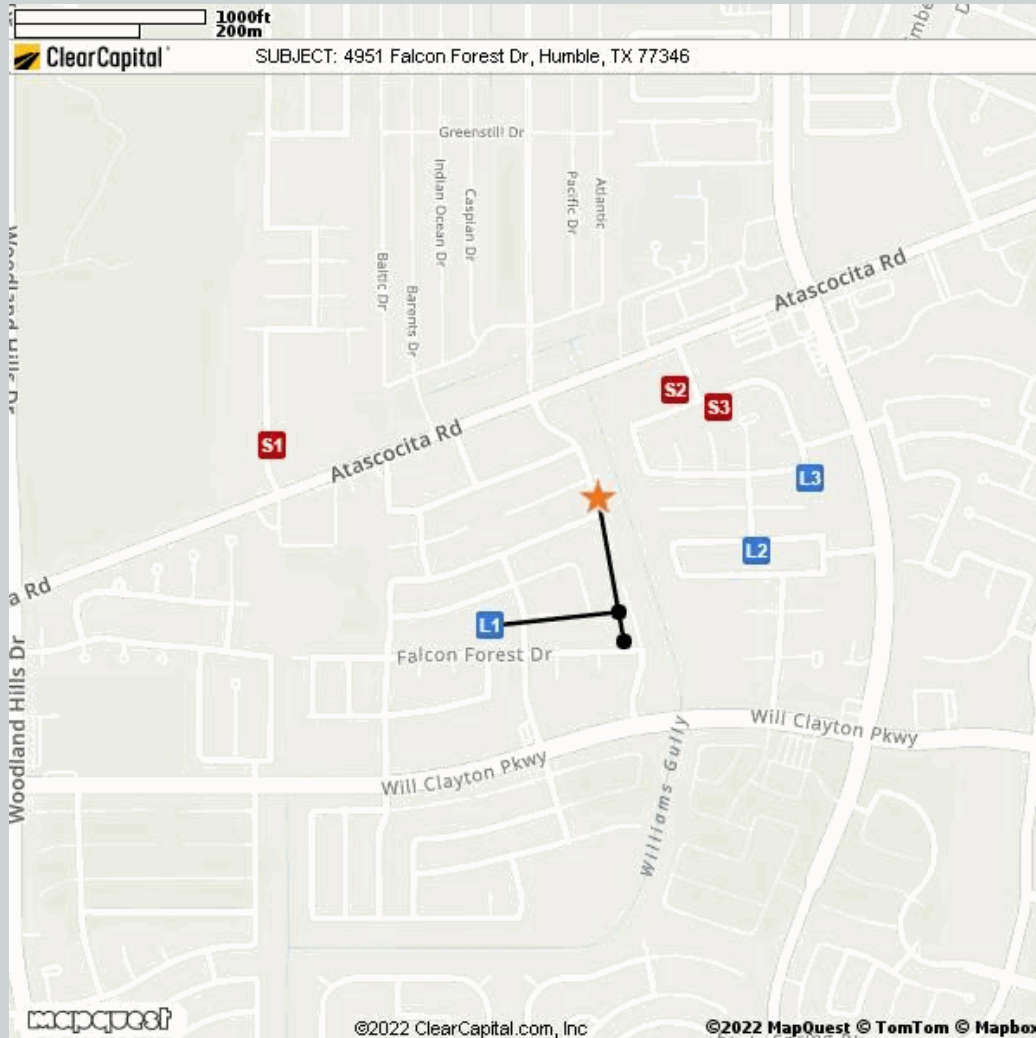 1000ft
200m
ClearCapital
SUBJECT: 4951 Falcon Forest Dr, Humble, TX 77346
Greenstill Dr
Indian Ocean Dr
Caspian Dr
Pacific Dr
Atlantic
Baltic Dr
Barents Dr
Woodland Hills Dr
Atascocita Rd
S2
S3
S1
Atascocita Rd
L3
L2
a Rd
L1
Falcon Forest Dr
Woodland Hills Dr
Will Clayton Pkwy
Will Clayton Pkwy
Williams Gully
mapquest
©2022 ClearCapital.com, Inc
©2022 MapQuest © TomTom © Mapbox